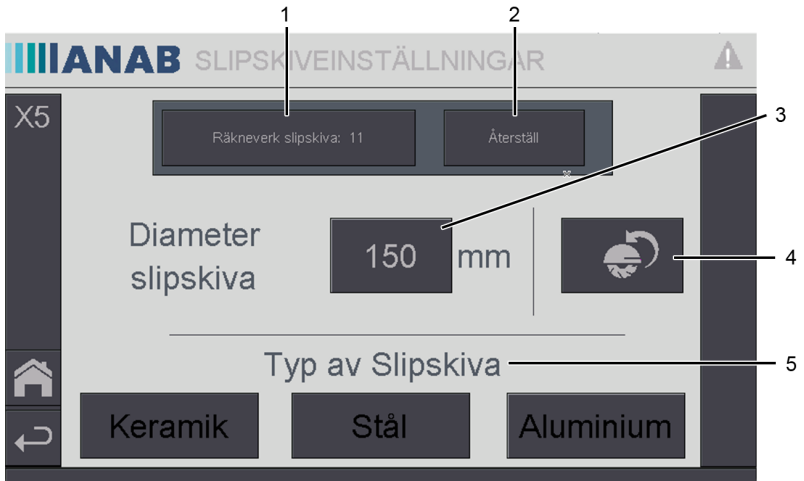 1
2
ANAB SLIPSKIVEINSTÄLLNINGAR
X5
Räkneverk slipskiva: 11
Återställ
3
Diameter
slipskiva
150 mm
4
Typ av Slipskiva
5
Keramik
Stål
Aluminium